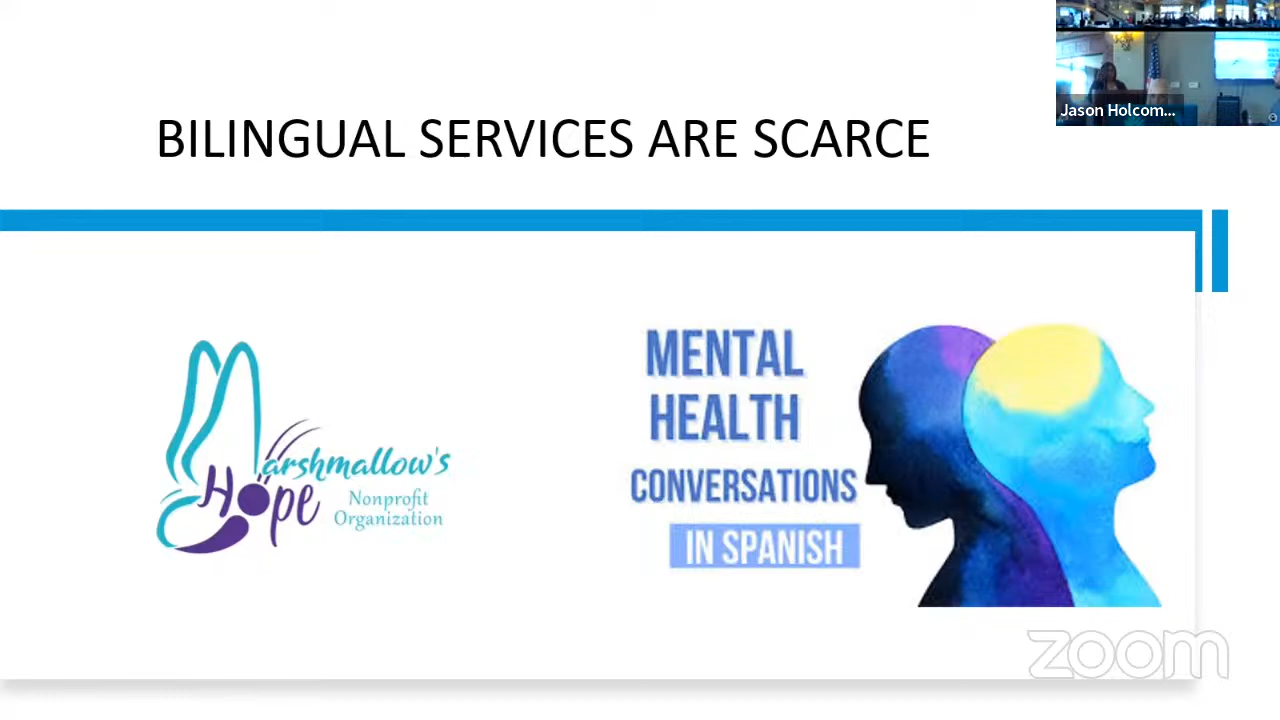 Jason Holcom...
BILINGUAL SERVICES ARE SCARCE
Marshmallow's
Hope
Nonprofit
Organization
MENTAL
HEALTH
CONVERSATIONS
IN SPANISH
zoom